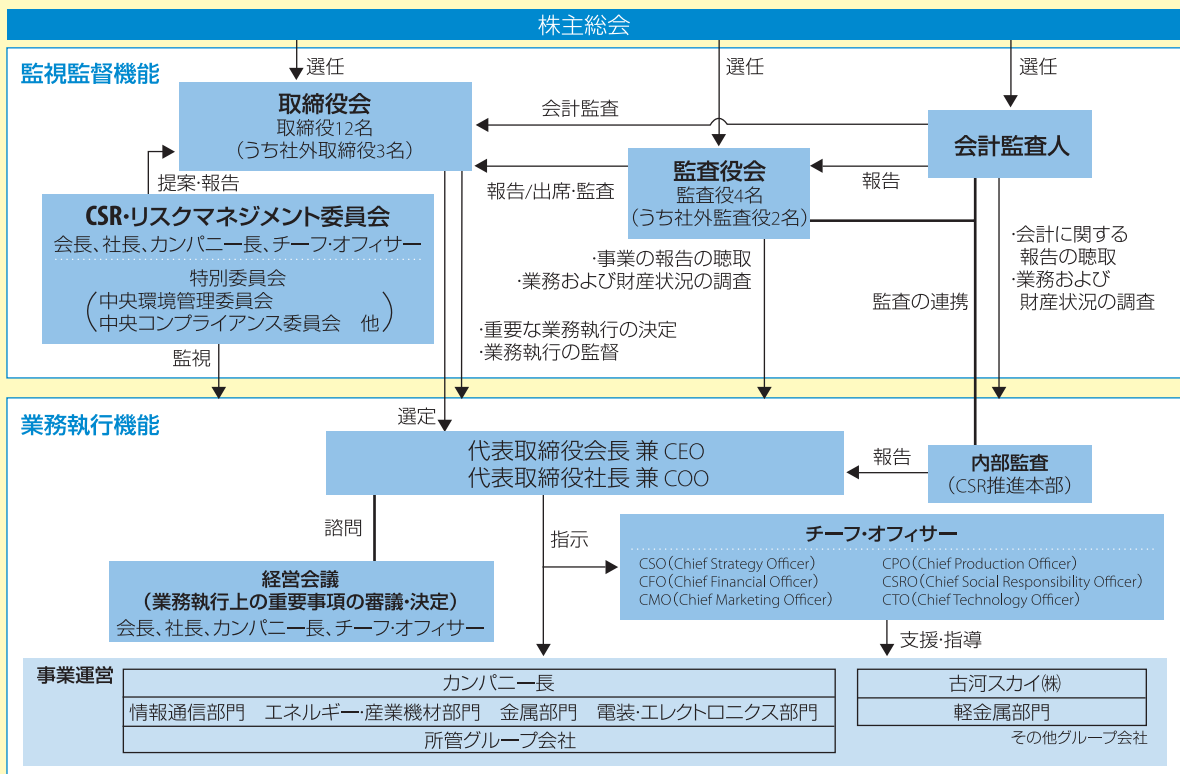 株主総会
監視監督機能
選任
選任
選任
取締役会
取締役12名
(うち社外取締役3名)
会計監査
会計監査人
監査役会
監査役4名
(うち社外監査役2名)
報告/出席・監査
報告
提案・報告
CSR・リスクマネジメント委員会
会長、社長、カンパニー長、チーフ・オフィサー
特別委員会
(中央環境管理委員会
中央コンプライアンス委員会 他)
監視
・事業の報告の聴取
・業務および財産状況の調査
・重要な業務執行の決定
・業務執行の監督
監査の連携
・会計に関する
報告の聴取
・業務および
財産状況の調査
業務執行機能
選定
代表取締役会長 兼 CEO
代表取締役社長 兼 COO
報告
内部監査
(CSR推進本部)
諮問
指示
経営会議
(業務執行上の重要事項の審議・決定)
会長、社長、カンパニー長、チーフ・オフィサー
チーフ・オフィサー
CSO(Chief Strategy Officer)
CFO(Chief Financial Officer)
CMO(Chief Marketing Officer)
CPO(Chief Production Officer)
CSRO(Chief Social Responsibility Officer)
CTO(Chief Technology Officer)
支援・指導
事業運営
カンパニー長
情報通信部門 エネルギー・産業機材部門 金属部門 電装・エレクトロニクス部門
所管グループ会社
古河スカイ㈱
軽金属部門
その他グループ会社